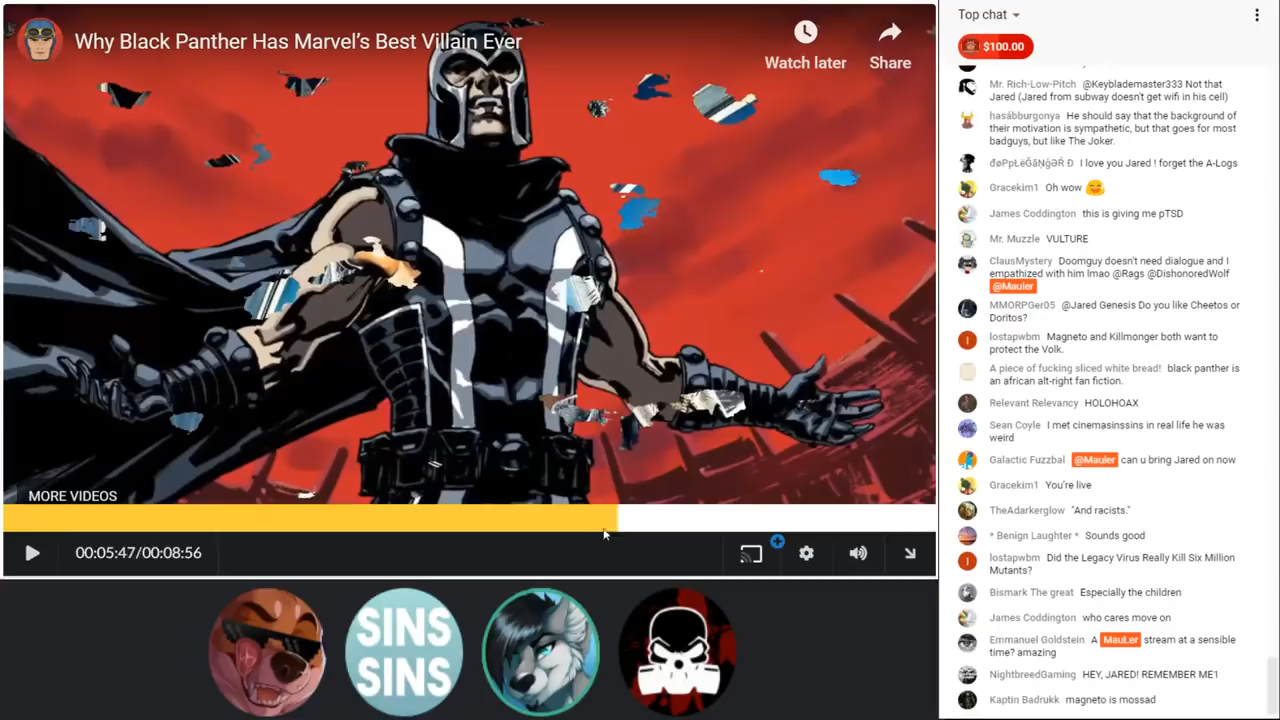 Why Black Panther Has Marvel's Best Villain Ever
Watch later
Share
MORE VIDEOS
00:05:47/00:08:56
SINS
SINS
Top chat
$100.00
Mr. Rich-Low-Pitch @Keyblademaster333 Not that
Jared (Jared from subway doesn't get wifi in his cell)
hasábburgonya He should say that the background of
their motivation is sympathetic, but that goes for most
badguys, but like The Joker.
I love you Jared ! forget the A-Logs
Gracekim1 Oh wow
James Coddington this is giving me pTSD
Mr. Muzzle VULTURE
ClausMystery Doomguy doesn't need dialogue and I
empathized with him lmao @Rags @DishonoredWolf
@Mauler
MMORPGer05 @Jared Genesis Do you like Cheetos or
Doritos?
lostapwbm Magneto and Killmonger both want to
protect the Volk.
A piece of fucking sliced white bread! black panther is
an african alt-right fan fiction.
Relevant Relevancy HOLOHOAX
Sean Coyle I met cinemasinssins in real life he was
weird
Galactic Fuzzbal @Mauler can u bring Jared on now
Gracekim1 You're live
TheAdarkerglow "And racists."
* Benign Laughter * Sounds good
lostapwbm Did the Legacy Virus Really Kill Six Million
Mutants?
Bismark The great Especially the children
James Coddington who cares move on
Emmanuel Goldstein A MauLer stream at a sensible
time? amazing
NightbreedGaming HEY, JARED! REMEMBER ME1
Kaptin Badrukk magneto is mossad